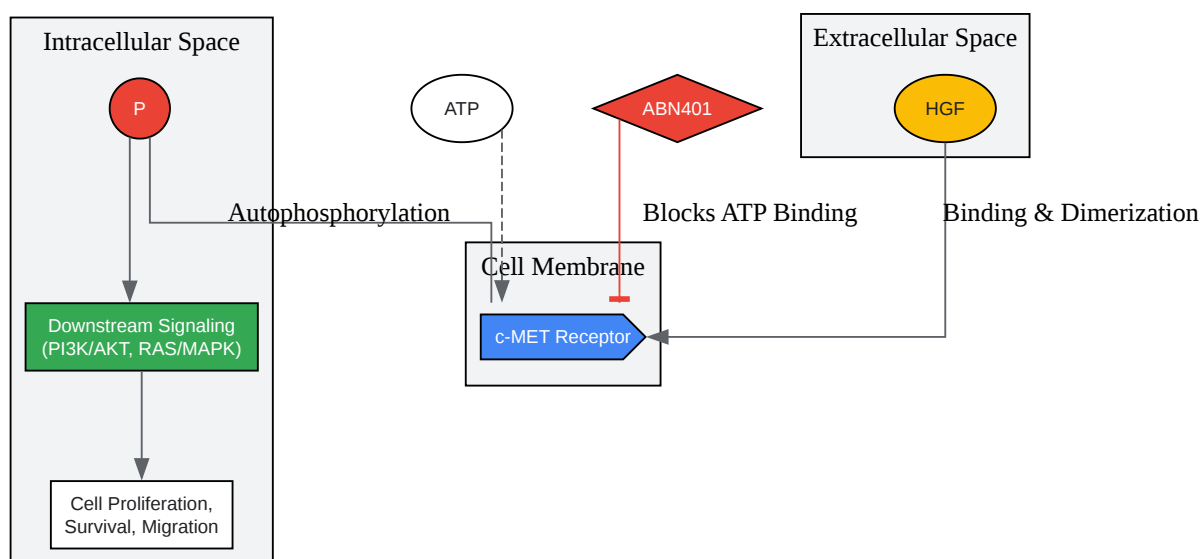 Intracellular Space
Extracellular Space
P
ATP
ABN401
HGF
Autophosphorylation
Blocks ATP Binding
Binding & Dimerization
Cell Membrane
Downstream Signaling
(PI3K/AKT, RAS/MAPK)
c-MET Receptor
Cell Proliferation,
Survival, Migration